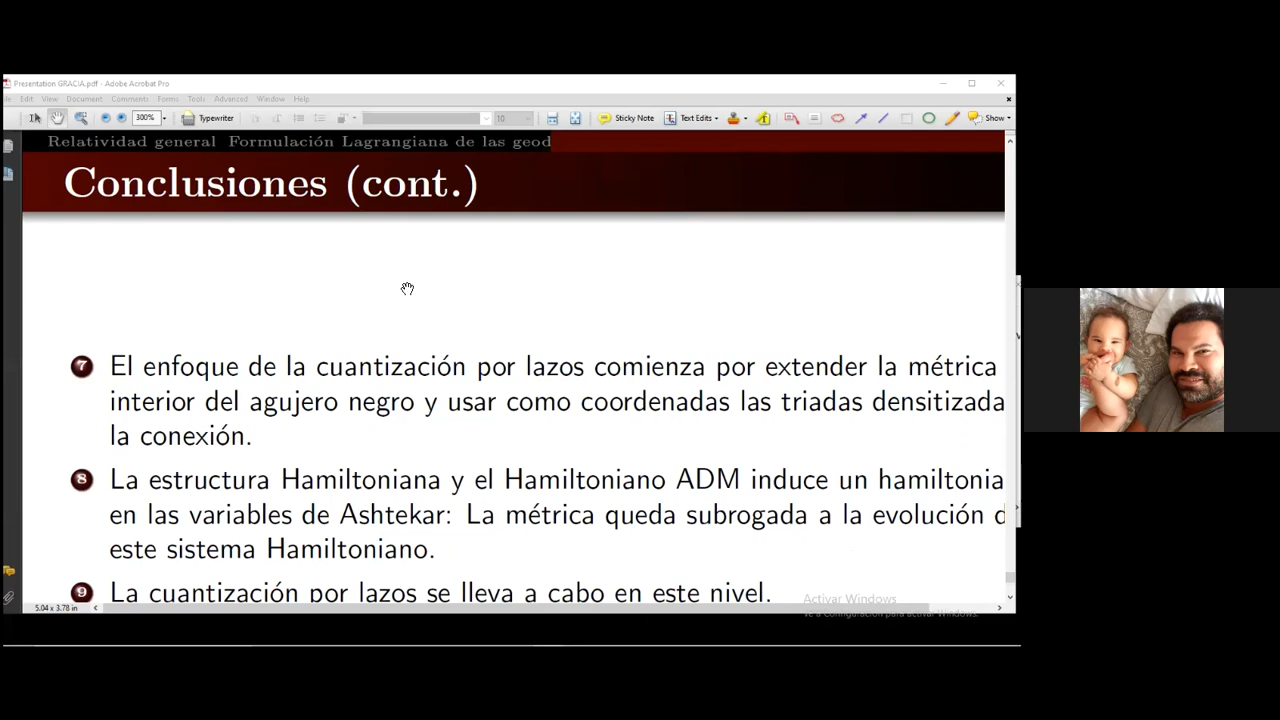 Presentation GRACIA.pdf - Adobe Acrobat Pro
Edit View Document Comments Forms Tools Advanced Window Help
300% Typewriter 10 Sticky Note Text Edits Show
Relatividad general Formulación Lagrangiana de las geod
Conclusiones (cont.)
7 El enfoque de la cuantización por lazos comienza por extender la métrica
interior del agujero negro y usar como coordenadas las triadas densitizada
la conexión.
8 La estructura Hamiltoniana y el Hamiltoniano ADM induce un hamiltonia
en las variables de Ashtekar: La métrica queda subrogada a la evolución d
este sistema Hamiltoniano.
9 La cuantización por lazos se lleva a cabo en este nivel.
Activar Windows
Ve a Configuración para activar Windows.
5.04 x 3.78 in